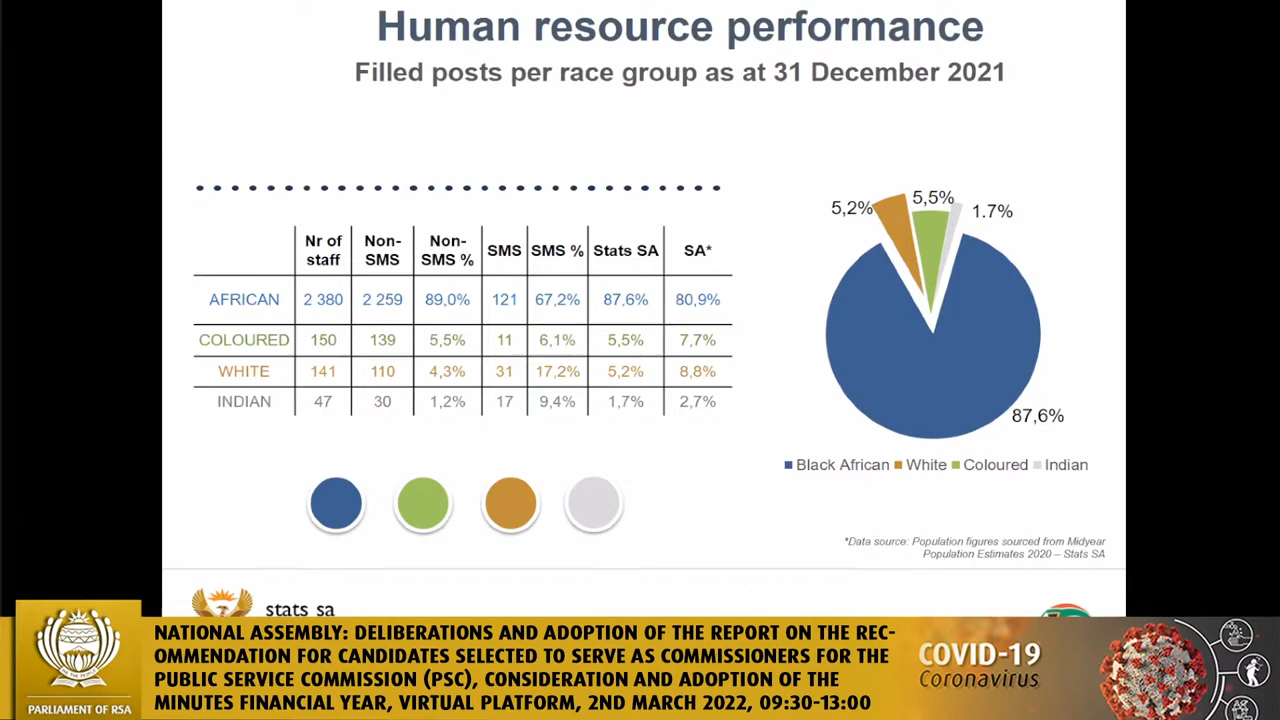 Human resource performance
Filled posts per race group as at 31 December 2021
Nr of staff Non-SMS Non-SMS % SMS SMS % Stats SA SA*
AFRICAN 2 380 2 259 89,0% 121 67,2% 87,6% 80,9%
COLOURED 150 139 5,5% 11 6,1% 5,5% 7,7%
WHITE 141 110 4,3% 31 17,2% 5,2% 8,8%
INDIAN 47 30 1,2% 17 9,4% 1,7% 2,7%
5,2% 5,5% 1.7%
87,6%
Black African White Coloured Indian
*Data source: Population figures sourced from Midyear
Population Estimates 2020 – Stats SA
stats sa
PARLIAMENT OF RSA
NATIONAL ASSEMBLY: DELIBERATIONS AND ADOPTION OF THE REPORT ON THE REC-
OMMENDATION FOR CANDIDATES SELECTED TO SERVE AS COMMISSIONERS FOR THE
PUBLIC SERVICE COMMISSION (PSC), CONSIDERATION AND ADOPTION OF THE
MINUTES FINANCIAL YEAR, VIRTUAL PLATFORM, 2ND MARCH 2022, 09:30-13:00
COVID-19
Coronavirus